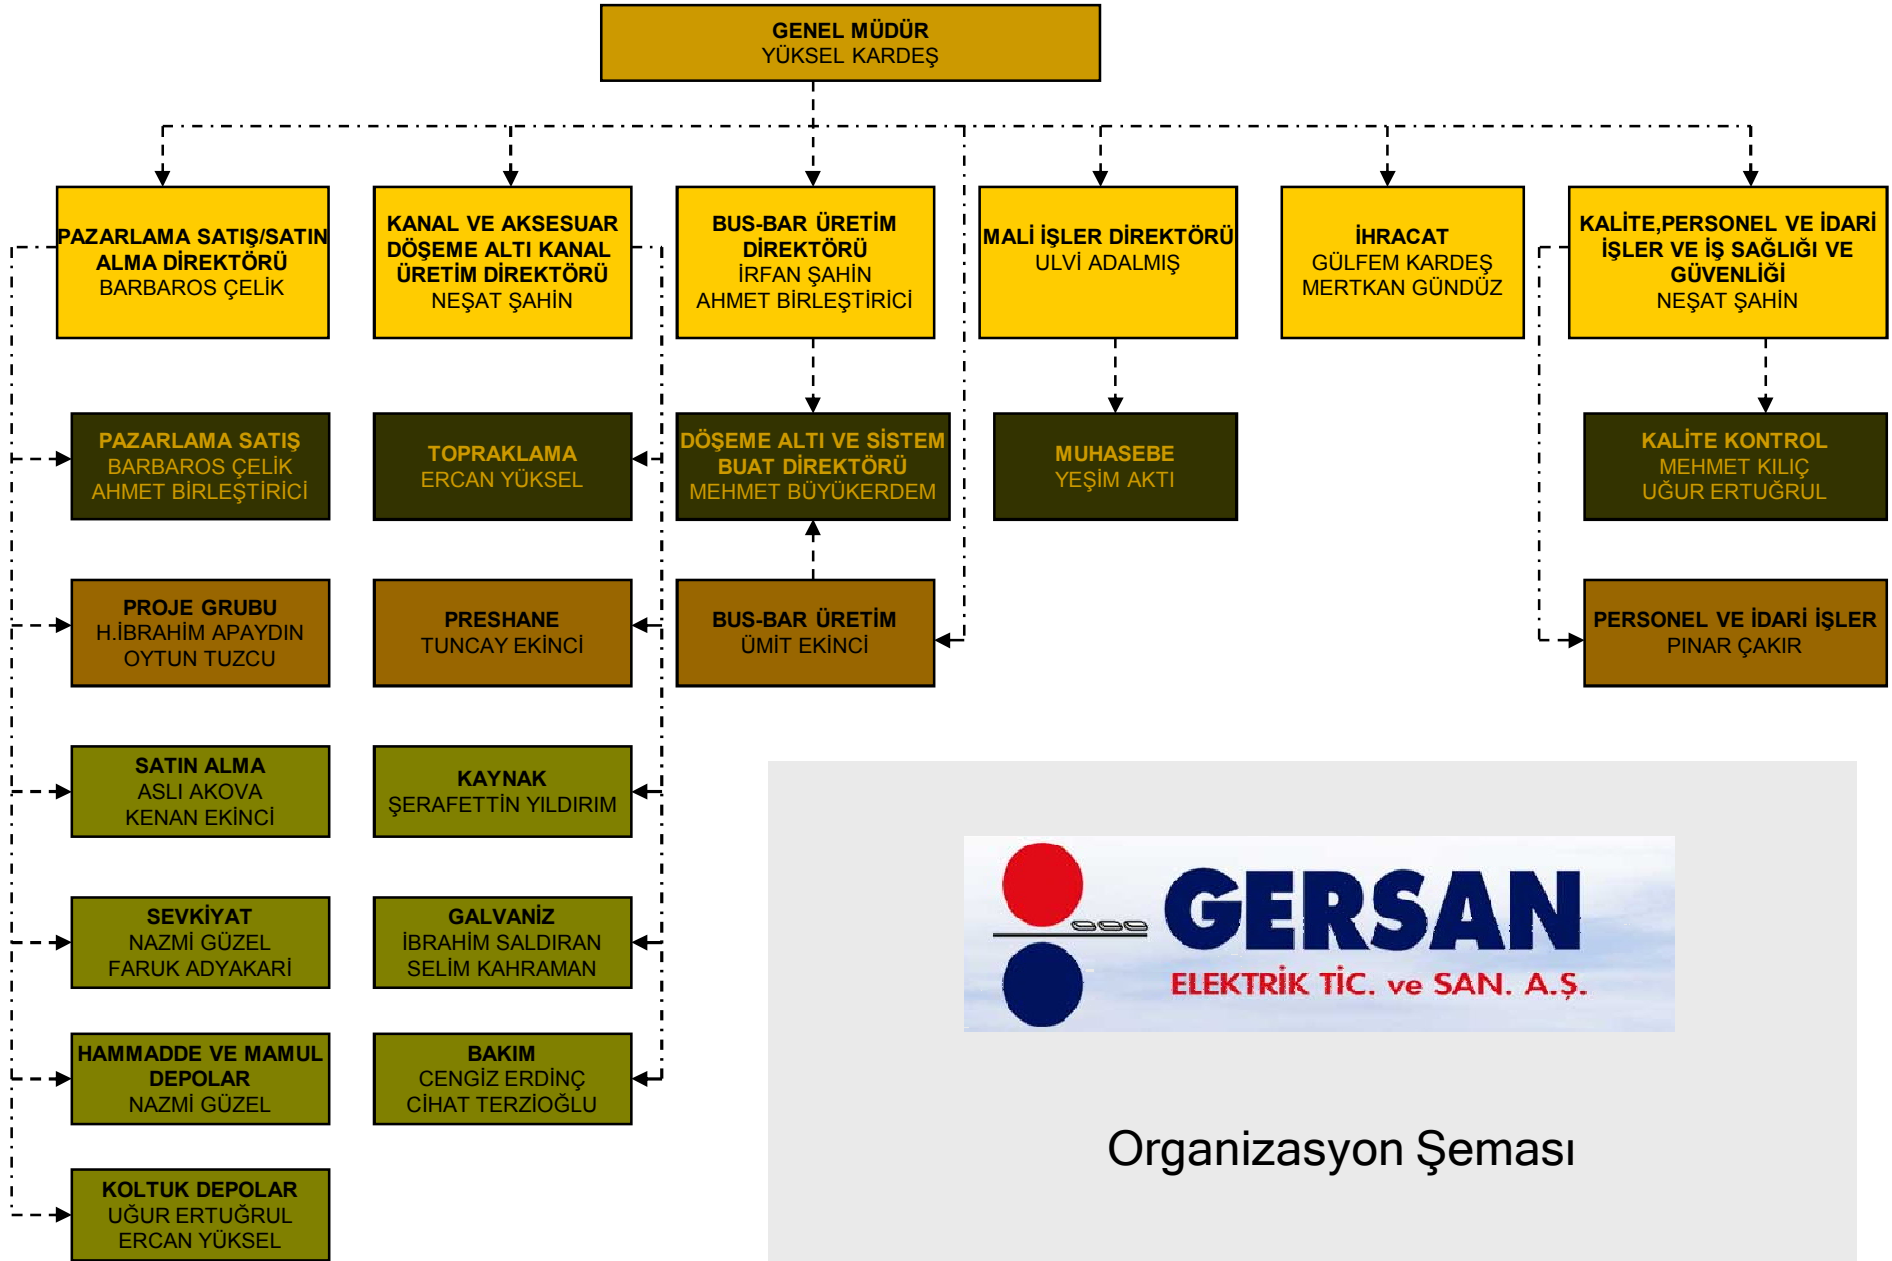 GENEL MÜDÜR
YÜKSEL KARDEŞ
PAZARLAMA SATIŞ/SATIN
ALMA DİREKTÖRÜ
BARBAROS ÇELİK
KANAL VE AKSESUAR
DÖŞEME ALTI KANAL
ÜRETİM DİREKTÖRÜ
NEŞAT ŞAHİN
BUS-BAR ÜRETİM
DİREKTÖRÜ
İRFAN ŞAHİN
AHMET BİRLEŞTİRİCİ
MALİ İŞLER DİREKTÖRÜ
ULVİ ADALMIŞ
İHRACAT
GÜLFEM KARDEŞ
MERTKAN GÜNDÜZ
KALİTE,PERSONEL VE İDARİ
İŞLER VE İŞ SAĞLIĞI VE
GÜVENLİĞİ
NEŞAT ŞAHİN
PAZARLAMA SATIŞ
BARBAROS ÇELİK
AHMET BİRLEŞTİRİCİ
TOPRAKLAMA
ERCAN YÜKSEL
DÖŞEME ALTI VE SİSTEM
BUAT DİREKTÖRÜ
MEHMET BÜYÜKERDEM
MUHASEBE
YEŞİM AKTI
KALİTE KONTROL
MEHMET KILIÇ
UĞUR ERTUĞRUL
PROJE GRUBU
H.İBRAHİM APAYDIN
OYTUN TUZCU
PRESHANE
TUNCAY EKİNCİ
BUS-BAR ÜRETİM
ÜMİT EKİNCİ
PERSONEL VE İDARİ İŞLER
PINAR ÇAKIR
SATIN ALMA
ASLI AKOVA
KENAN EKİNCİ
KAYNAK
ŞERAFETTİN YILDIRIM
SEVKİYAT
NAZMİ GÜZEL
FARUK ADYAKARİ
GALVANİZ
İBRAHİM SALDIRAN
SELİM KAHRAMAN
HAMMADDE VE MAMUL
DEPOLAR
NAZMİ GÜZEL
BAKIM
CENGİZ ERDİNÇ
CİHAT TERZİOĞLU
KOLTUK DEPOLAR
UĞUR ERTUĞRUL
ERCAN YÜKSEL
GERSAN
ELEKTRİK TİC. ve SAN. A.Ş.
Organizasyon Şeması